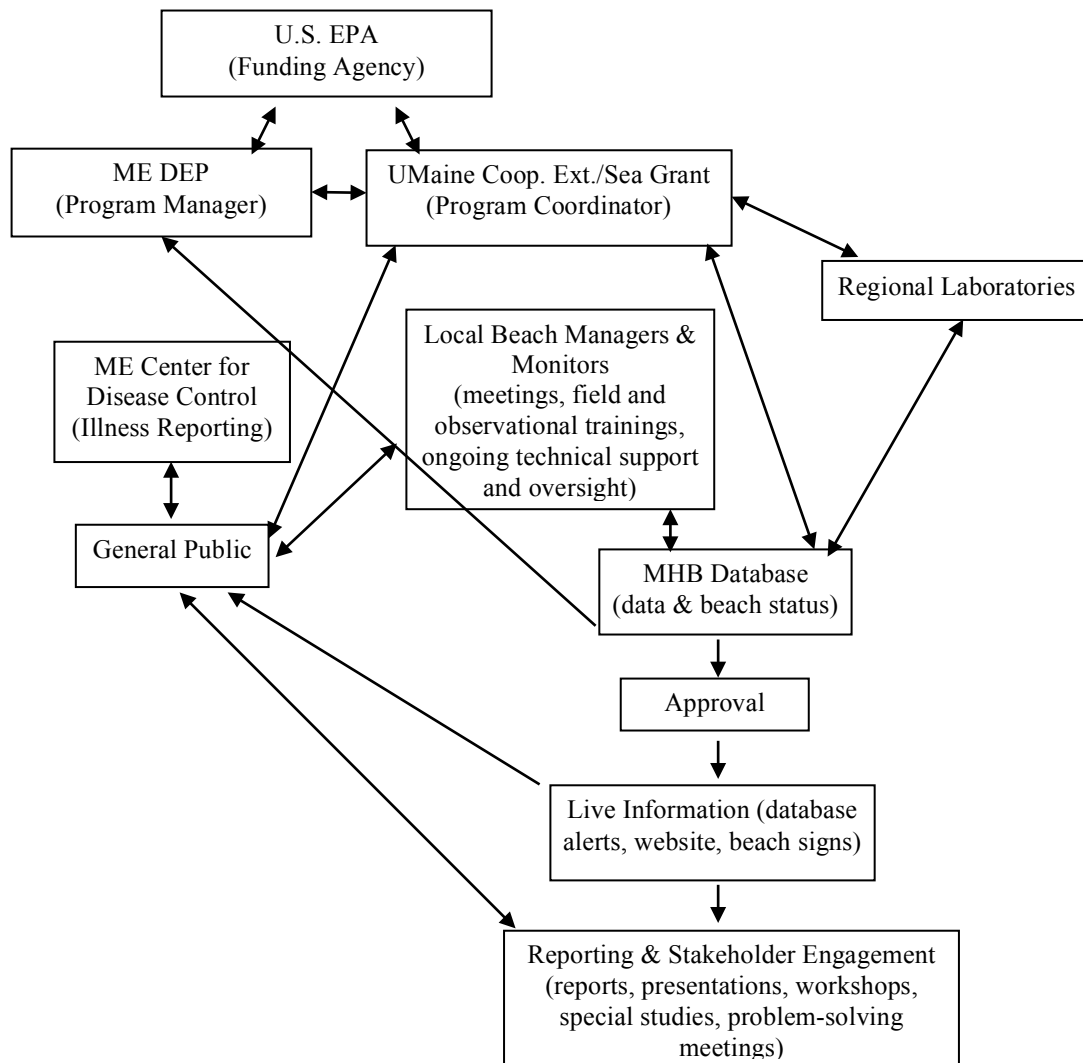 U.S. EPA
(Funding Agency)
ME DEP
(Program Manager)
UMaine Coop. Ext./Sea Grant
(Program Coordinator)
Regional Laboratories
Local Beach Managers &
Monitors
(meetings, field and
observational trainings,
ongoing technical support
and oversight)
ME Center for
Disease Control
(Illness Reporting)
General Public
MHB Database
(data & beach status)
Approval
Live Information (database
alerts, website, beach signs)
Reporting & Stakeholder Engagement
(reports, presentations, workshops,
special studies, problem-solving
meetings)